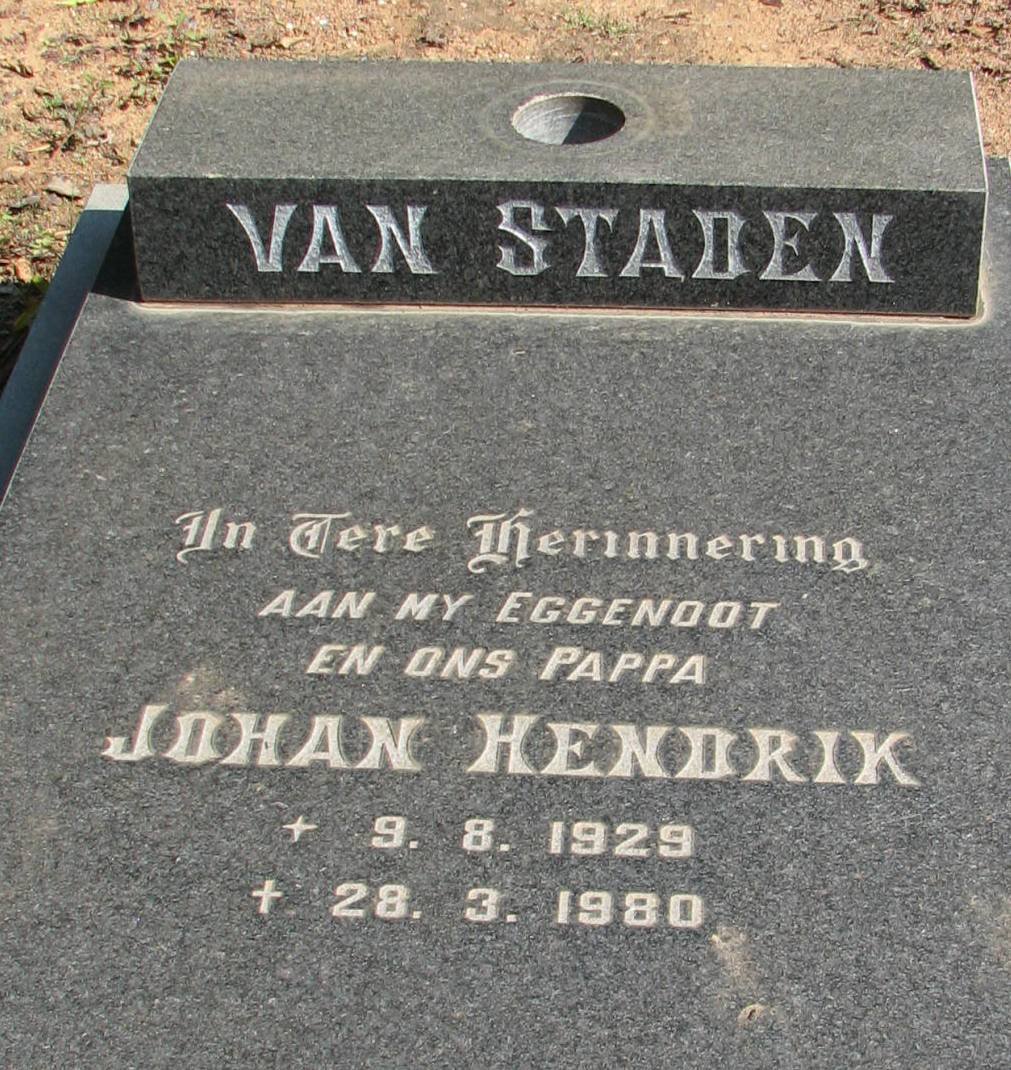 VAN STADEN
In Tere Herinnering
AAN MY EGGENOOT
EN ONS PAPPA
JOHAN HENDRIK
+ 9. 8. 1929
✝ 28. 3. 1980